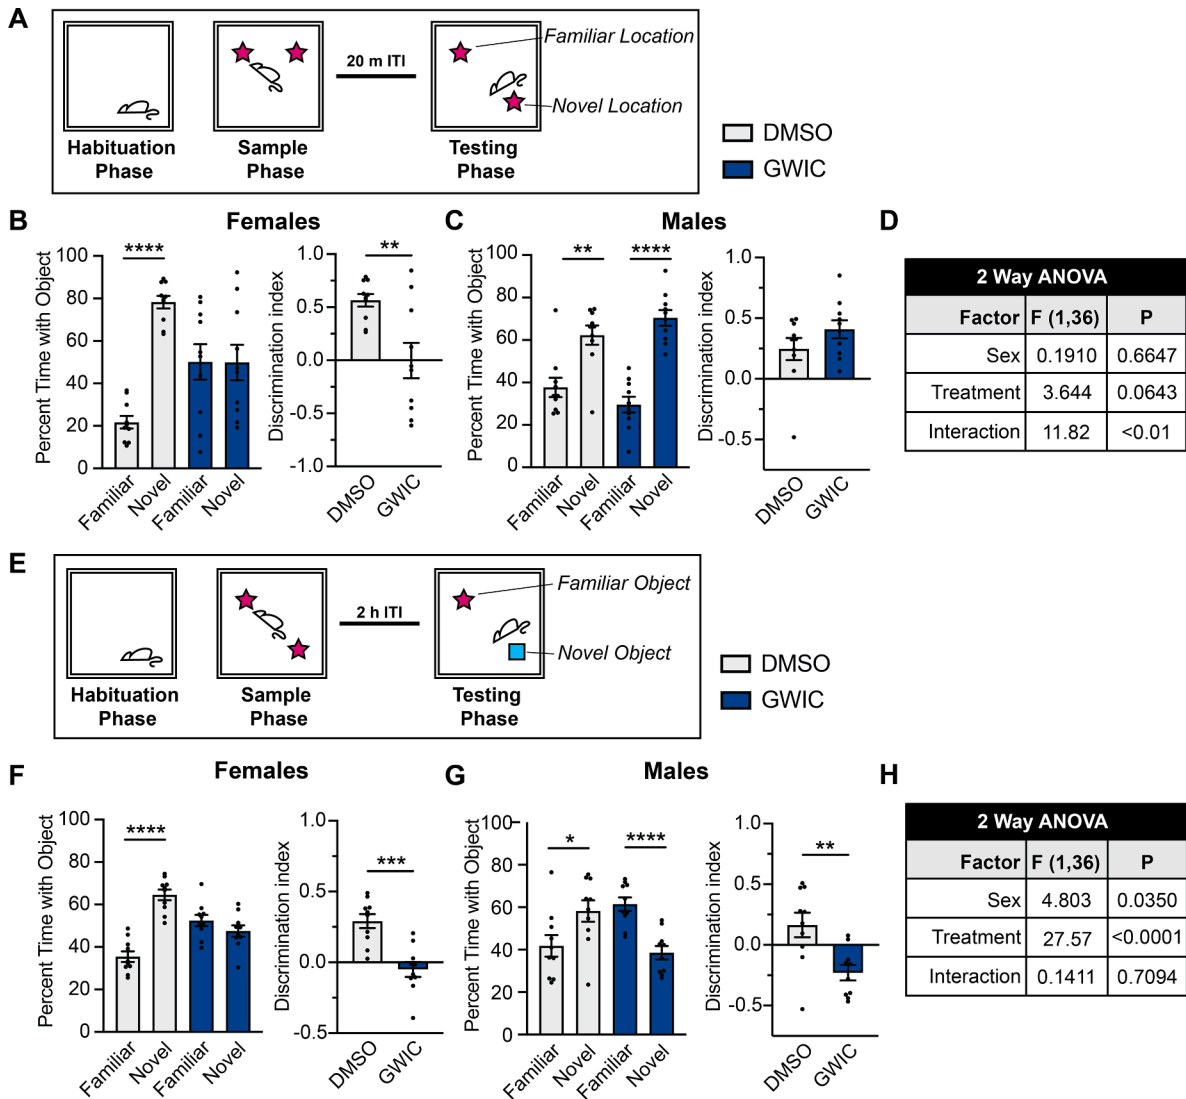 A
Familiar Location
20 m ITI
Novel Location
Habituation Phase
Sample Phase
Testing Phase
DMSO
GWIC
B
Females
Percent Time with Object
100
80
60
40
20
0
****
Familiar
Novel
Familiar
Novel
Discrimination index
1.0
0.5
0.0
-0.5
-1.0
**
DMSO
GWIC
C
Males
Percent Time with Object
100
80
60
40
20
0
**
****
Familiar
Novel
Familiar
Novel
Discrimination index
1.0
0.5
0.0
-0.5
DMSO
GWIC
D
2 Way ANOVA
Factor F (1,36) P
Sex 0.1910 0.6647
Treatment 3.644 0.0643
Interaction 11.82 <0.01
E
Familiar Object
2 h ITI
Novel Object
Habituation Phase
Sample Phase
Testing Phase
DMSO
GWIC
F
Females
Percent Time with Object
100
80
60
40
20
0
****
Familiar
Novel
Familiar
Novel
Discrimination index
1.0
0.5
0.0
-0.5
***
DMSO
GWIC
G
Males
Percent Time with Object
100
80
60
40
20
0
*
****
Familiar
Novel
Familiar
Novel
Discrimination index
1.0
0.5
0.0
-0.5
**
DMSO
GWIC
H
2 Way ANOVA
Factor F (1,36) P
Sex 4.803 0.0350
Treatment 27.57 <0.0001
Interaction 0.1411 0.7094